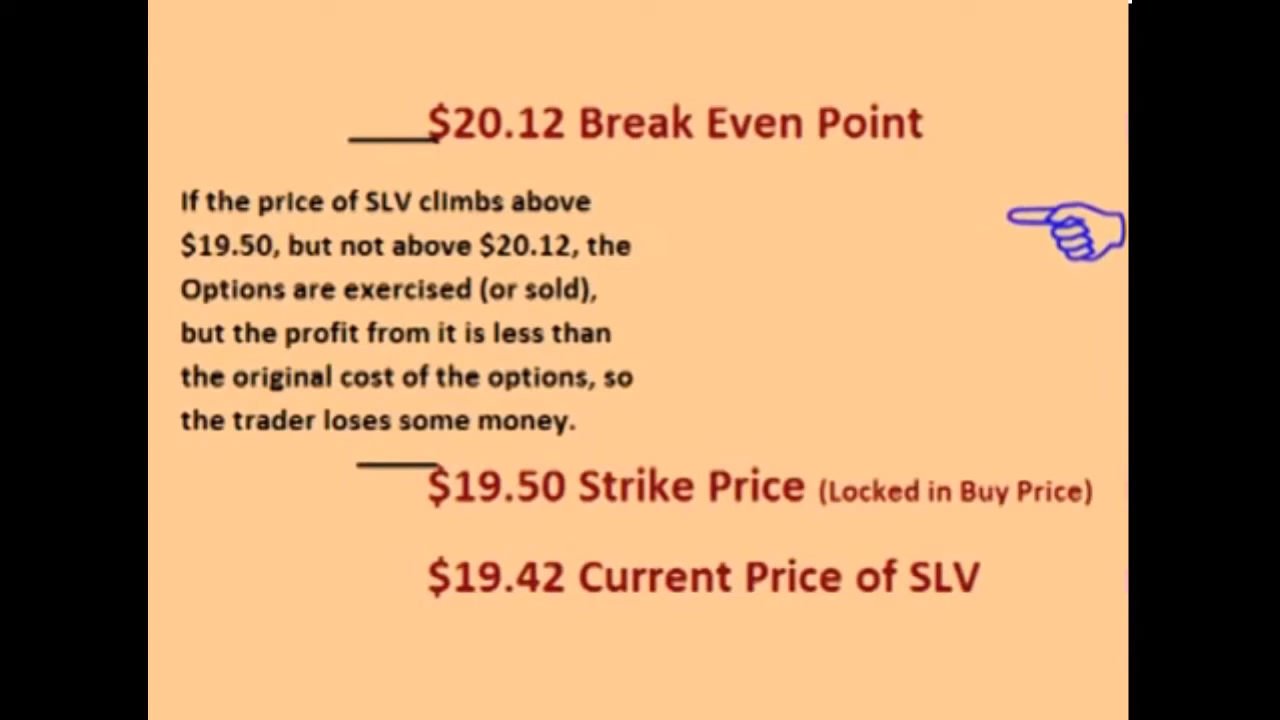 $20.12 Break Even Point
If the price of SLV climbs above
$19.50, but not above $20.12, the
Options are exercised (or sold),
but the profit from it is less than
the original cost of the options, so
the trader loses some money.
$19.50 Strike Price (Locked in Buy Price)
$19.42 Current Price of SLV